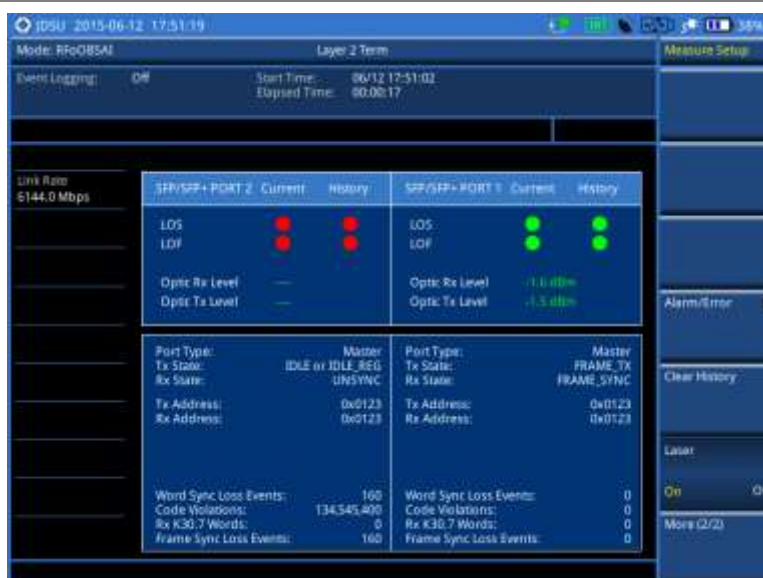 JDSU 2015-06-12 17:51:19
38%
Mode: RFoOBSAI
Layer 2 Term
Measure Setup
Event Logging: Off
Start Time: 06/12 17:51:02
Elapsed Time: 00:00:17
Link Rate
6144.0 Mbps
SFP/SFP+ PORT 2 Current History
SFP/SFP+ PORT 1 Current History
LOS
LOS
LOF
LOF
Optic Rx Level ---
Optic Rx Level -1.6 dBm
Optic Tx Level ---
Optic Tx Level -1.5 dBm
Alarm/Error
Port Type: Master
Port Type: Master
Tx State: IDLE or IDLE_REG
Tx State: FRAME_TX
Rx State: UNSYNC
Rx State: FRAME_SYNC
Clear History
Tx Address: 0x0123
Tx Address: 0x0123
Rx Address: 0x0123
Rx Address: 0x0123
Laser
On
Word Sync Loss Events: 160
Word Sync Loss Events: 0
Code Violations: 134,545,400
Code Violations: 0
Rx K30.7 Words: 0
Rx K30.7 Words: 0
Frame Sync Loss Events: 160
Frame Sync Loss Events: 0
More (2/2)